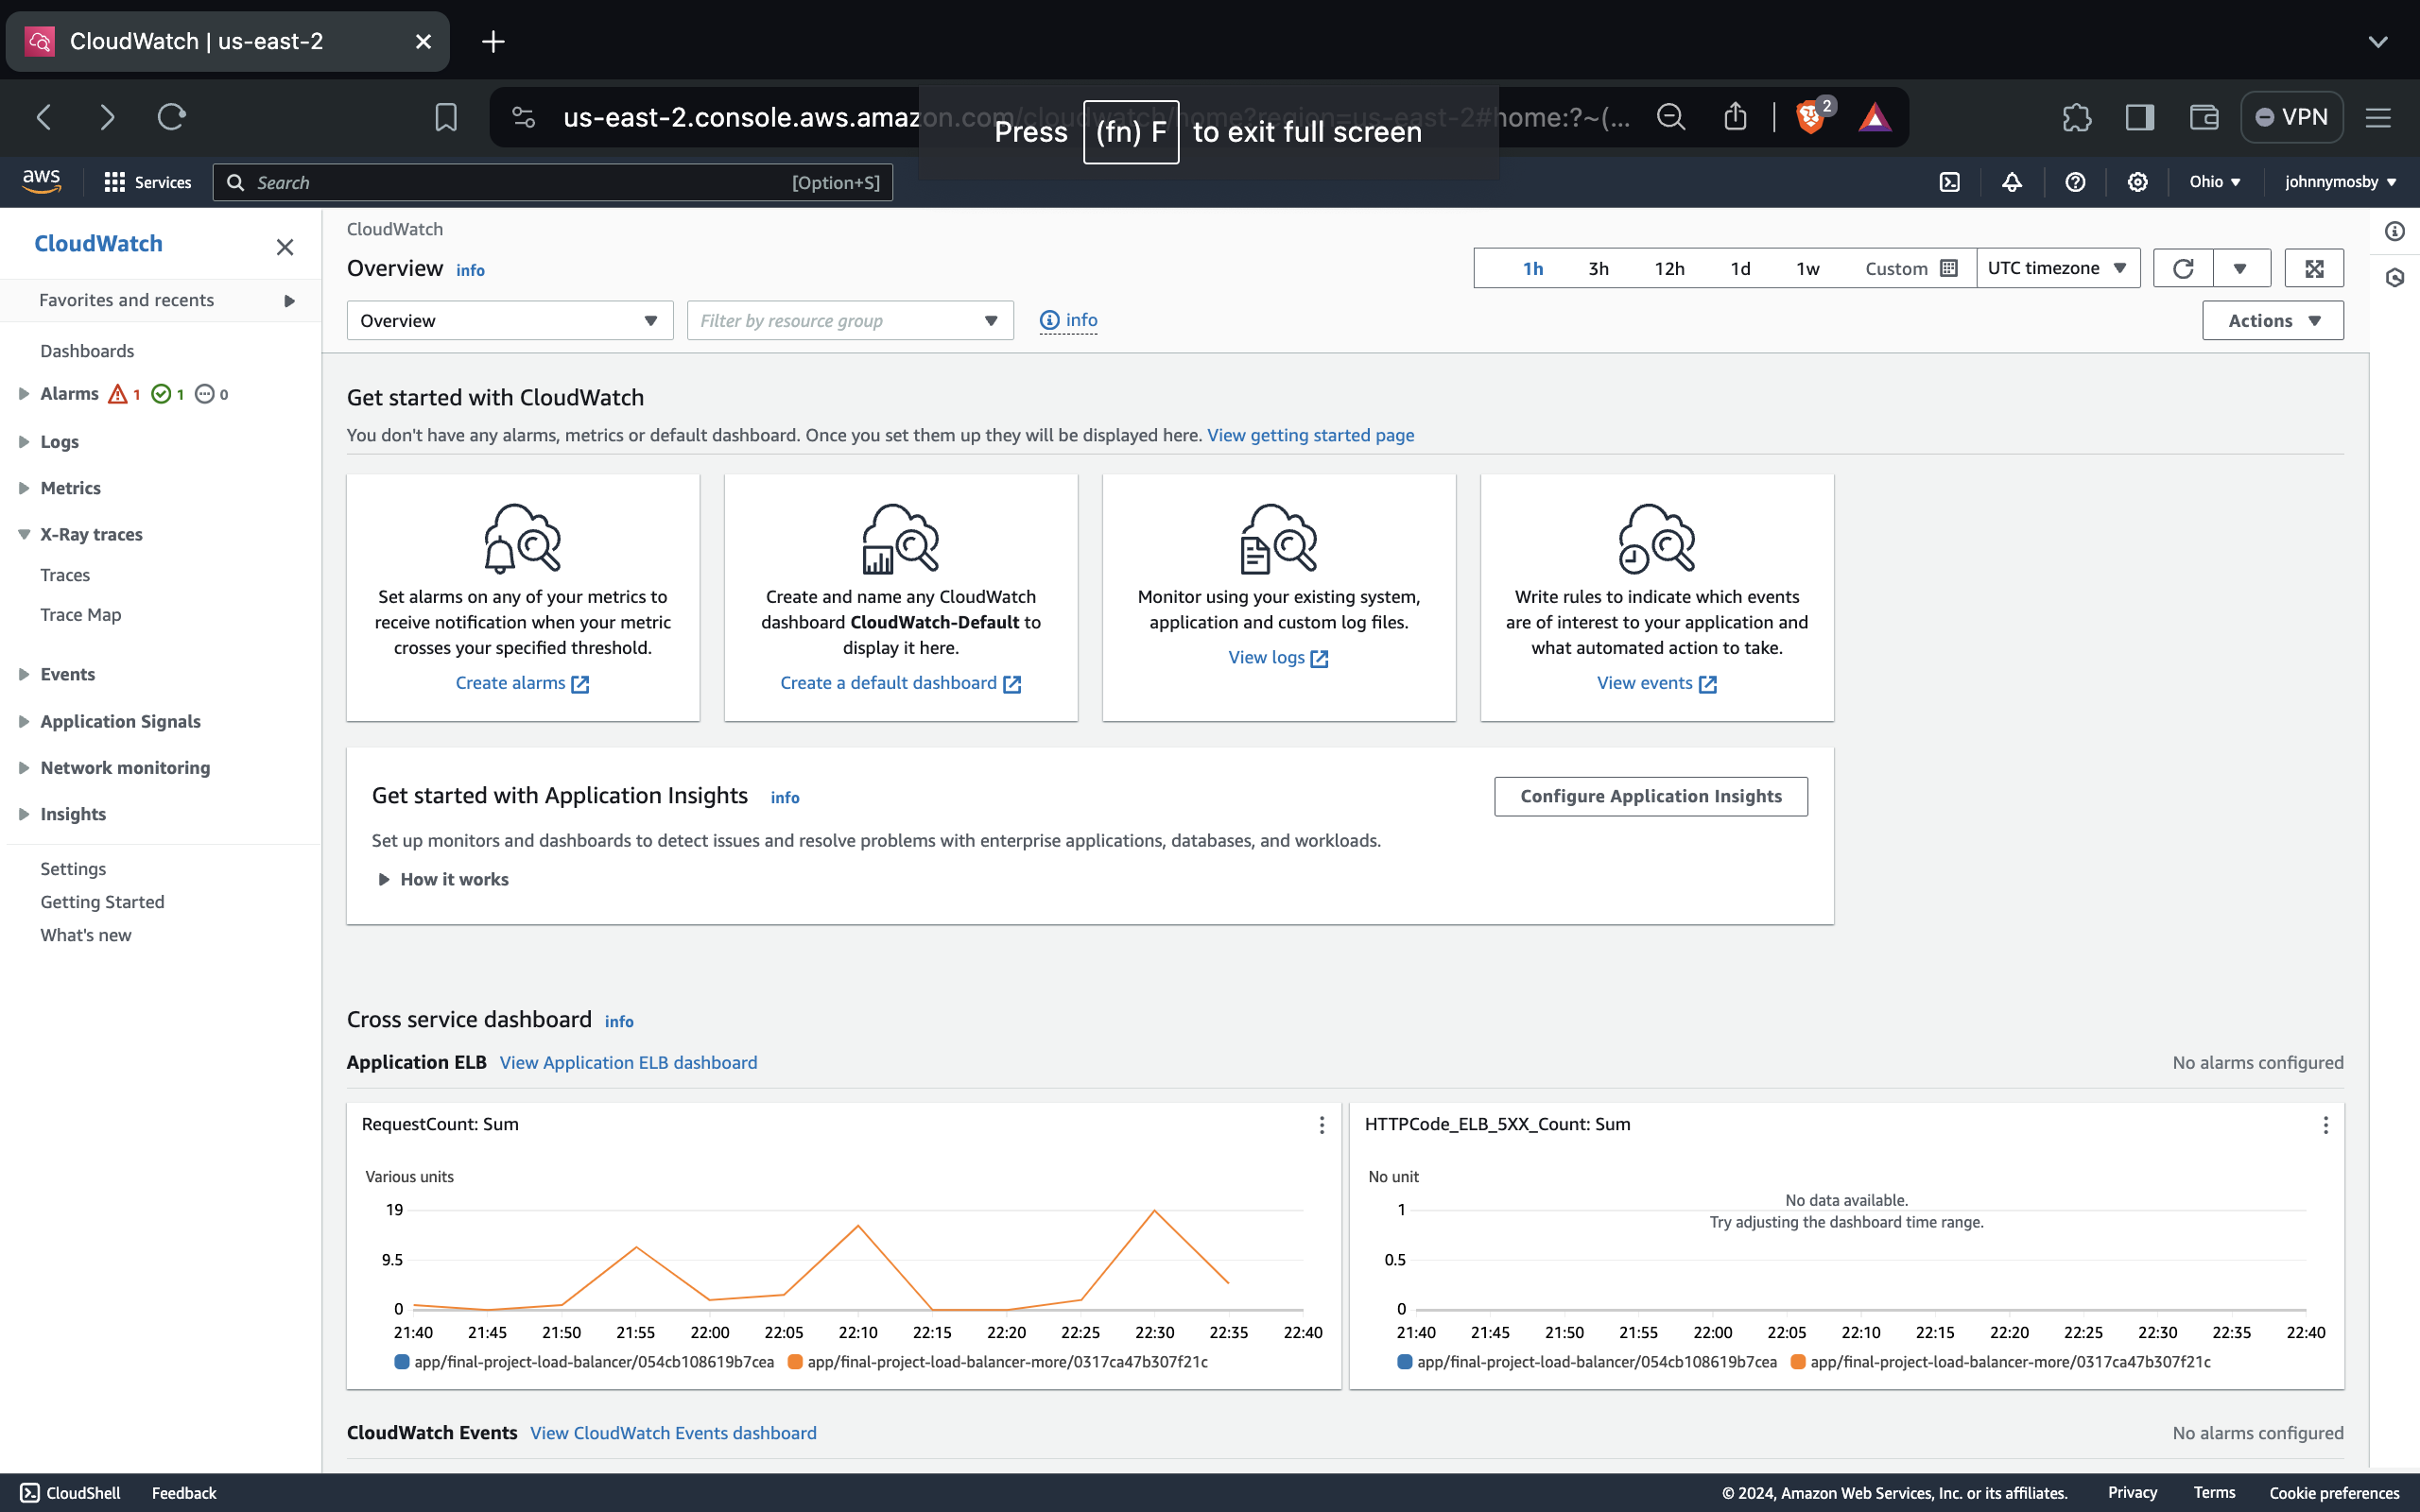 CloudWatch | us-east-2
us-east-2.console.aws.amazon.com/cloudwatch/home?region=us-east-2#home:?~(...
2
VPN
Press (fn) F to exit full screen
aws
Services
Search
[Option+S]
Ohio
johnnymosby
CloudWatch
Favorites and recents
Dashboards
Alarms 1 1 0
Logs
Metrics
X-Ray traces
Traces
Trace Map
Events
Application Signals
Network monitoring
Insights
Settings
Getting Started
What's new
CloudWatch
Overview info
1h 3h 12h 1d 1w Custom UTC timezone
Overview
Filter by resource group
info
Actions
Get started with CloudWatch
You don't have any alarms, metrics or default dashboard. Once you set them up they will be displayed here. View getting started page
Set alarms on any of your metrics to
receive notification when your metric
crosses your specified threshold.
Create alarms
Create and name any CloudWatch
dashboard CloudWatch-Default to
display it here.
Create a default dashboard
Monitor using your existing system,
application and custom log files.
View logs
Write rules to indicate which events
are of interest to your application and
what automated action to take.
View events
Get started with Application Insights info
Configure Application Insights
Set up monitors and dashboards to detect issues and resolve problems with enterprise applications, databases, and workloads.
How it works
Cross service dashboard info
Application ELB View Application ELB dashboard
No alarms configured
RequestCount: Sum
Various units
19
9.5
0
21:40 21:45 21:50 21:55 22:00 22:05 22:10 22:15 22:20 22:25 22:30 22:35 22:40
app/final-project-load-balancer/054cb108619b7cea app/final-project-load-balancer-more/0317ca47b307f21c
HTTPCode_ELB_5XX_Count: Sum
No unit
No data available.
Try adjusting the dashboard time range.
1
0.5
0
21:40 21:45 21:50 21:55 22:00 22:05 22:10 22:15 22:20 22:25 22:30 22:35 22:40
app/final-project-load-balancer/054cb108619b7cea app/final-project-load-balancer-more/0317ca47b307f21c
CloudWatch Events View CloudWatch Events dashboard
No alarms configured
CloudShell
Feedback
© 2024, Amazon Web Services, Inc. or its affiliates.
Privacy
Terms
Cookie preferences